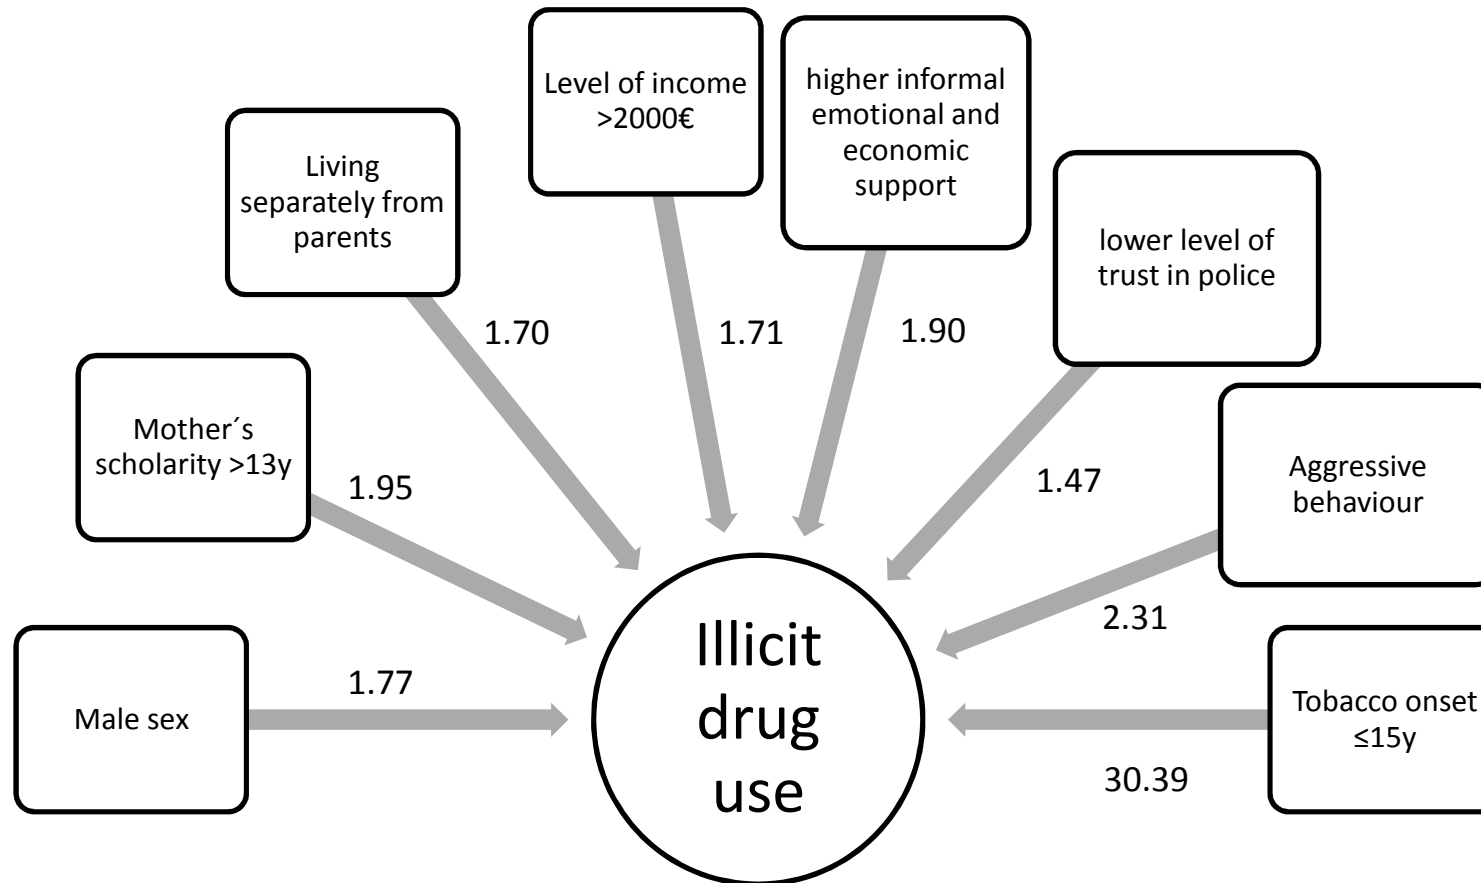 Level of income
>2000€
higher informal
emotional and
economic
support
Living
separately from
parents
lower level of
trust in police
1.70
1.71
1.90
Mother´s
scholarity >13y
1.95
1.47
Aggressive
behaviour
2.31
Male sex
1.77
Illicit
drug
use
Tobacco onset
≤15y
30.39